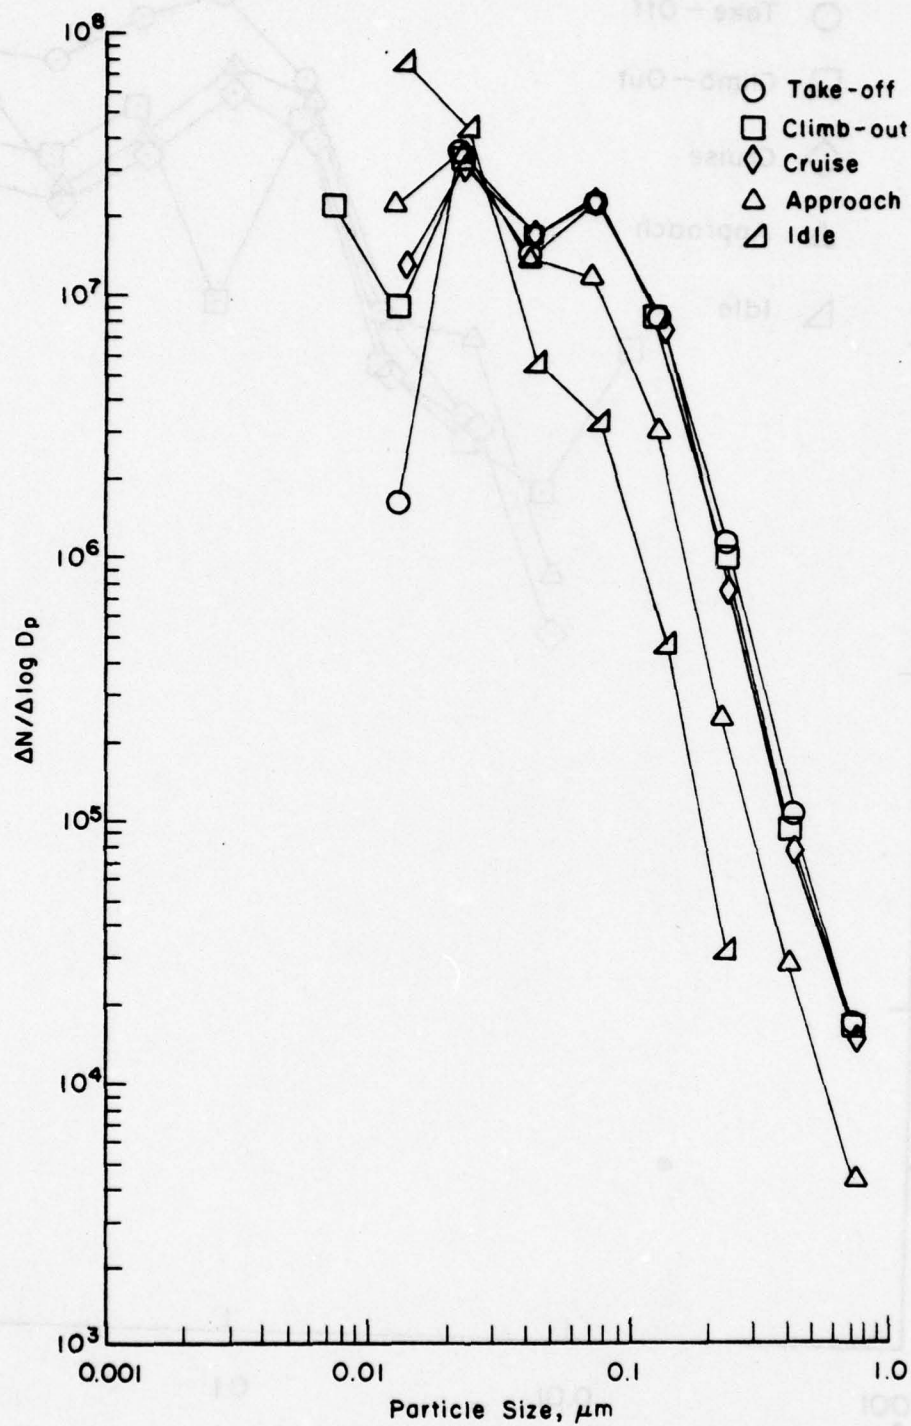 10⁸
Take-off
Climb-out
Cruise
Approach
Idle
10⁷
10⁶
ΔN/Δlog Dp
10⁵
10⁴
10³
0.001 0.01 0.1 1.0
Particle Size, μm